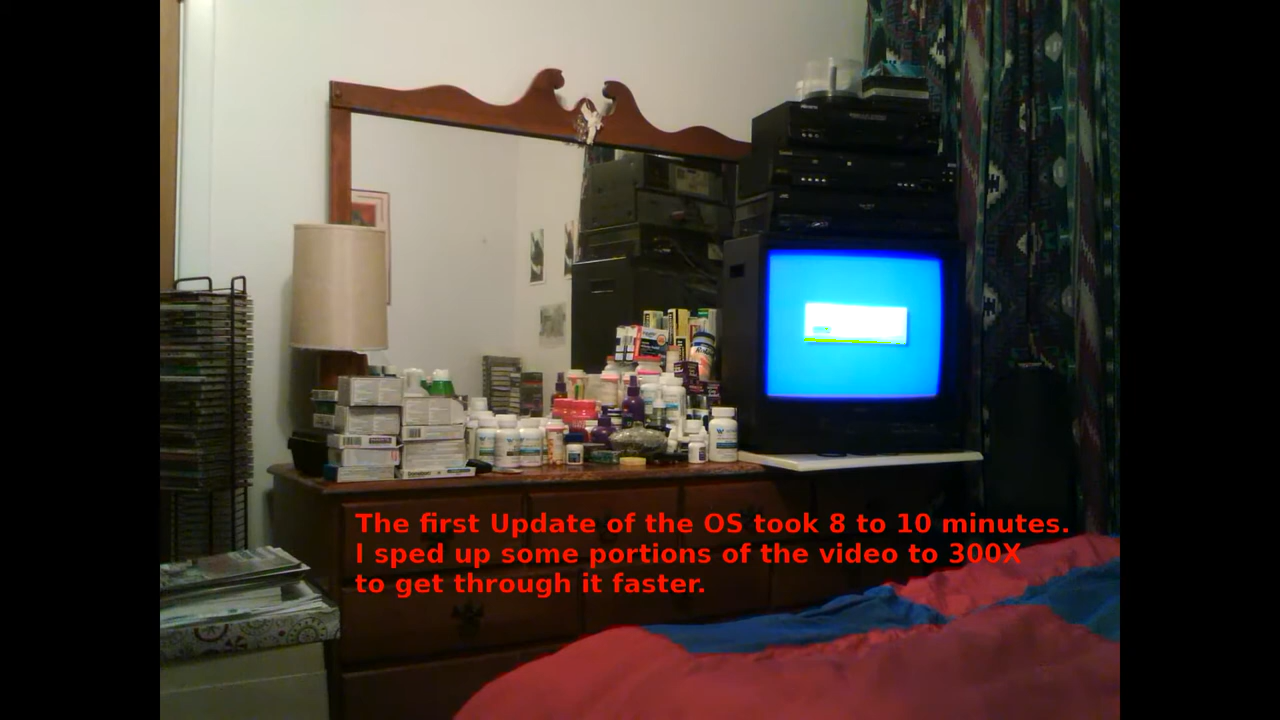 The first Update of the OS took 8 to 10 minutes.
I sped up some portions of the video to 300X
to get through it faster.